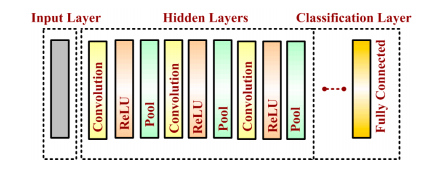 Input Layer
Hidden Layers
Classification Layer
Convolution
ReLU
Pool
Convolution
ReLU
Pool
Convolution
ReLU
Pool
Fully Connected